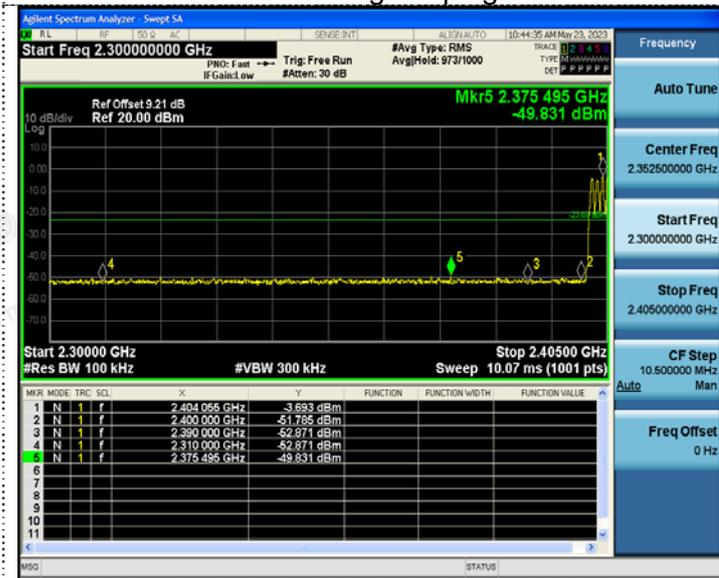 Agilent Spectrum Analyzer - Swept SA
RL RF 50 Ω AC SENSE:INT ALIGNAUTO 10:44:35 AM May 23, 2023
Start Freq 2.300000000 GHz
PNO: Fast
IFGain:Low
Trig: Free Run
#Atten: 30 dB
#Avg Type: RMS
Avg|Hold: 973/1000
TRACE 1 2 3 4 5 6
TYPE M
DET P P P P P P
Frequency
Ref Offset 9.21 dB
10 dB/div Ref 20.00 dBm
Log
Mkr5 2.375 495 GHz
-49.831 dBm
10.0
0.00
-10.0
-20.0
-30.0
-40.0
-50.0
-60.0
-70.0
1
4
5
3
2
Start 2.30000 GHz Stop 2.40500 GHz
#Res BW 100 kHz #VBW 300 kHz Sweep 10.07 ms (1001 pts)
MKR MODE TRC SCL X Y FUNCTION FUNCTION WIDTH FUNCTION VALUE
1 N 1 f 2.404 055 GHz -3.693 dBm
2 N 1 f 2.400 000 GHz -51.785 dBm
3 N 1 f 2.390 000 GHz -52.871 dBm
4 N 1 f 2.310 000 GHz -52.871 dBm
5 N 1 f 2.375 495 GHz -49.831 dBm
6
7
8
9
10
11
MSG STATUS
Auto Tune
Center Freq
2.352500000 GHz
Start Freq
2.300000000 GHz
Stop Freq
2.405000000 GHz
CF Step
10.500000 MHz
Auto Man
Freq Offset
0 Hz